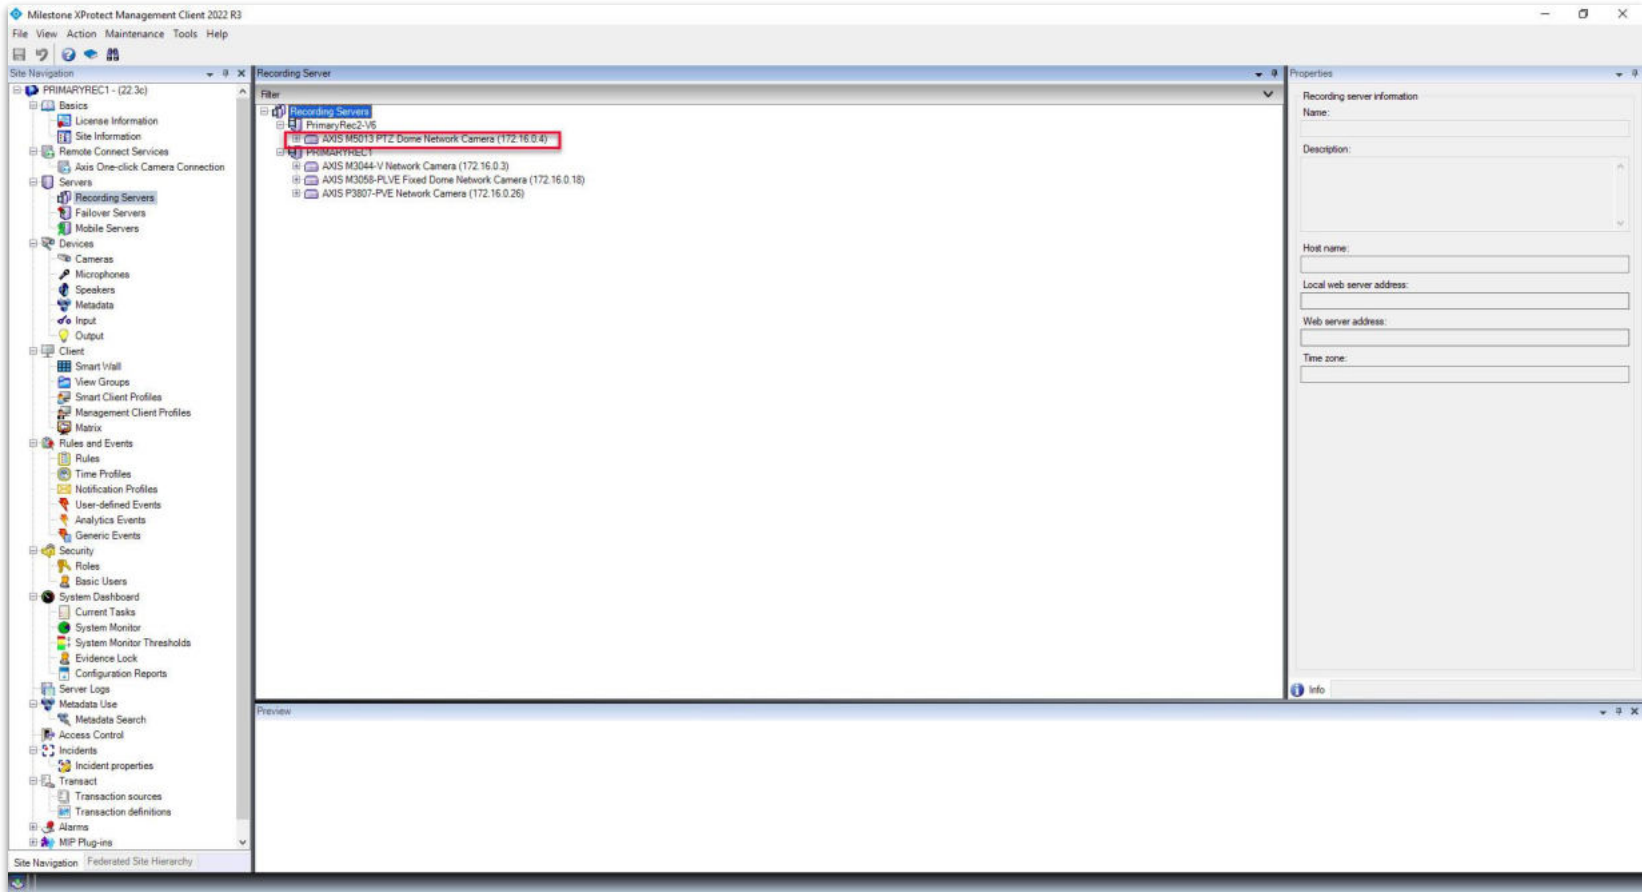 Milestone XProtect Management Client 2022 R3
File View Action Maintenance Tools Help
Site Navigation
PRIMARYREC1 - (22.3c)
Basics
License Information
Site Information
Remote Connect Services
Axis One-click Camera Connection
Servers
Recording Servers
Failover Servers
Mobile Servers
Devices
Cameras
Microphones
Speakers
Metadata
Input
Output
Client
Smart Wall
View Groups
Smart Client Profiles
Management Client Profiles
Matrix
Rules and Events
Rules
Time Profiles
Notification Profiles
User-defined Events
Analytics Events
Generic Events
Security
Roles
Basic Users
System Dashboard
Current Tasks
System Monitor
System Monitor Thresholds
Evidence Lock
Configuration Reports
Server Logs
Metadata Use
Metadata Search
Access Control
Incidents
Incident properties
Transact
Transaction sources
Transaction definitions
Alarms
MIP Plug-ins
Site Navigation Federated Site Hierarchy
Recording Server
Filter
Recording Servers
PrimaryRec2-V6
AXIS M5013 PTZ Dome Network Camera (172.16.0.4)
PRIMARYREC1
AXIS M3044-V Network Camera (172.16.0.3)
AXIS M3058-PLVE Fixed Dome Network Camera (172.16.0.18)
AXIS P3807-PVE Network Camera (172.16.0.26)
Preview
Properties
Recording server information
Name:
Description:
Host name:
Local web server address:
Web server address:
Time zone:
Info